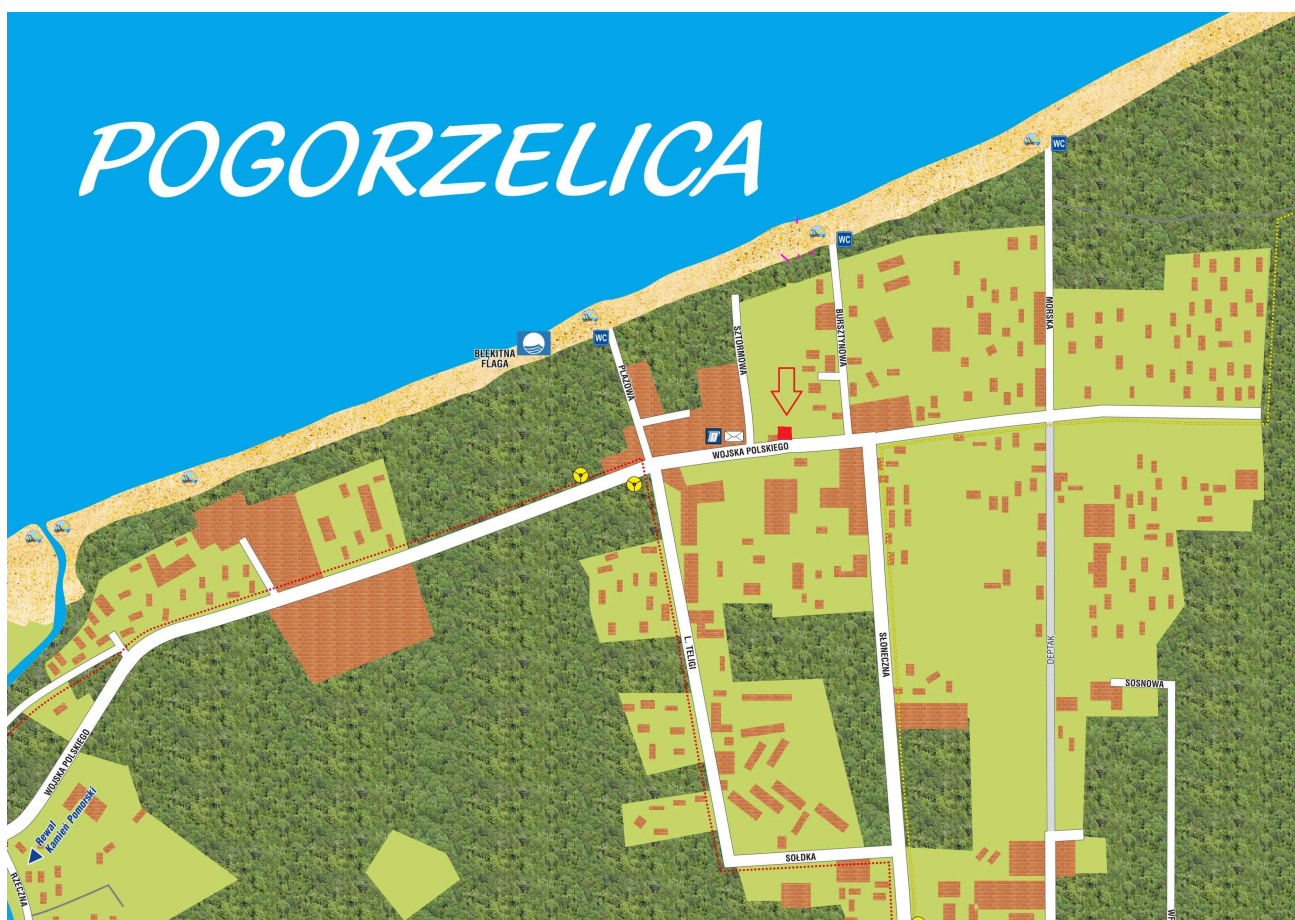 POGORZELICA
WC
WC
BŁĘKITNA
FLAGA
WC
PLAŻOWA
SZTORMOWA
BURSZTYNOWA
MORSKA
WOJSKA POLSKIEGO
L. TELIGI
SŁONECZNA
DEPTAK
SOSNOWA
WOJSKA POLSKIEGO
Rewal
Kamień Pomorski
RZECZNA
SOŁDKA